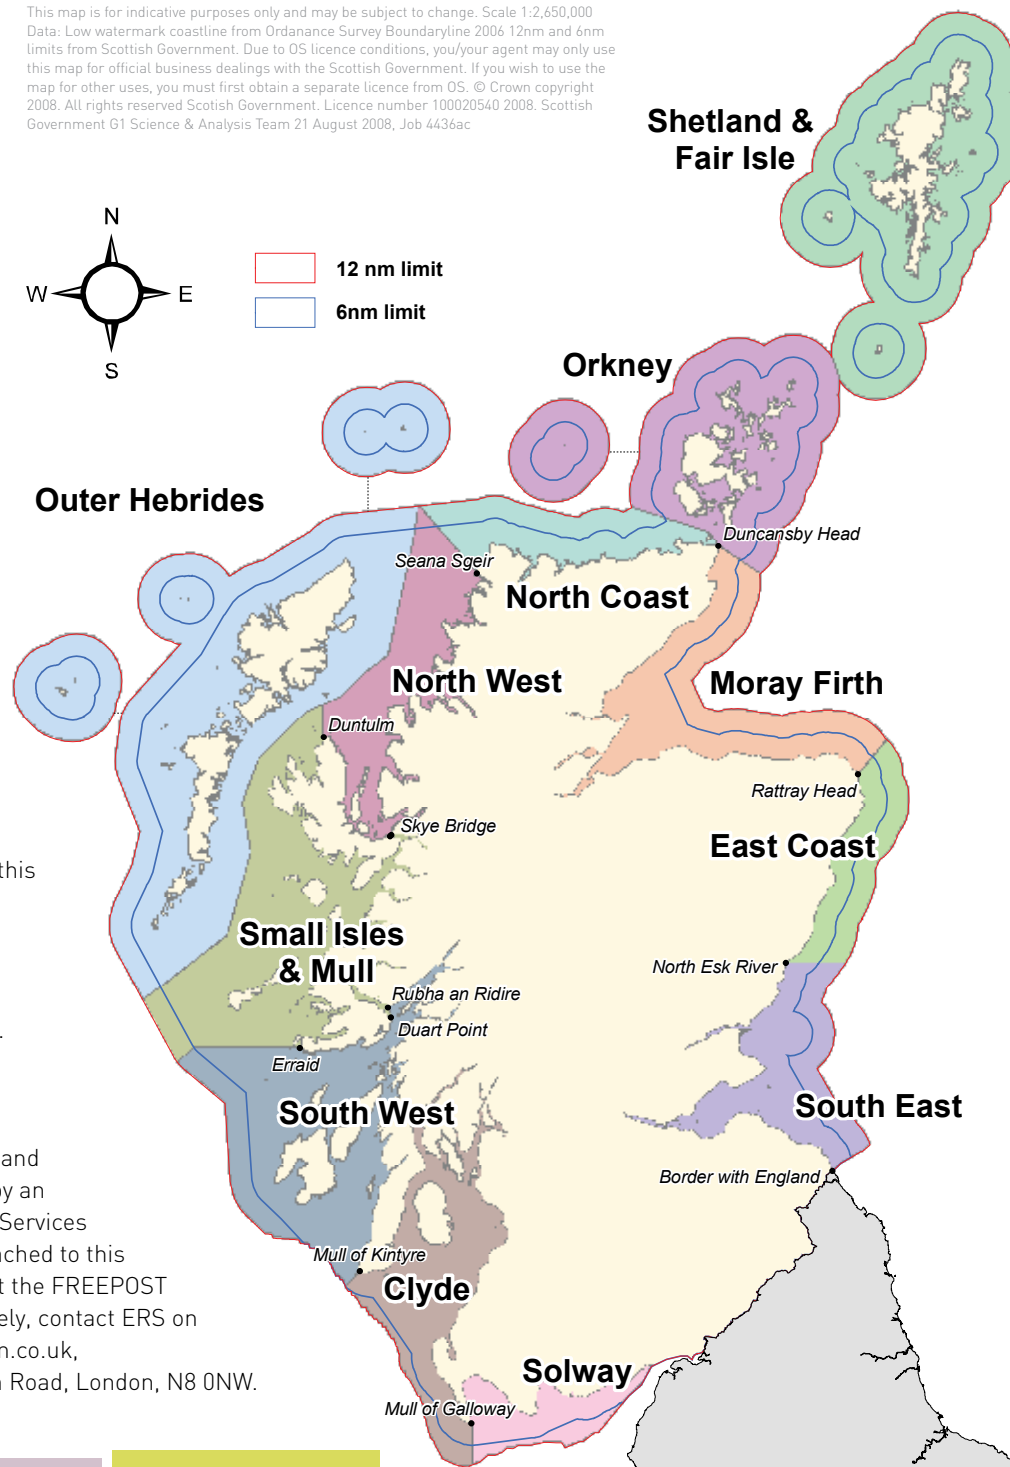 This map is for indicative purposes only and may be subject to change. Scale 1:2,650,000
Data: Low watermark coastline from Ordanance Survey Boundaryline 2006 12nm and 6nm
limits from Scottish Government. Due to OS licence conditions, you/your agent may only use
this map for official business dealings with the Scottish Government. If you wish to use the
map for other uses, you must first obtain a separate licence from OS. © Crown copyright
2008. All rights reserved Scotish Government. Licence number 100020540 2008. Scottish
Government G1 Science & Analysis Team 21 August 2008, Job 4436ac
Shetland &
Fair Isle
N
W
E
S
12 nm limit
6nm limit
Orkney
Outer Hebrides
Duncansby Head
Seana Sgeir
North Coast
North West
Moray Firth
Duntulm
Rattray Head
Skye Bridge
East Coast
this
Small Isles
& Mull
North Esk River
Rubha an Ridire
Duart Point
.
Erraid
South West
South East
and
by an
Services
ached to this
t the FREEPOST
ely, contact ERS on
n.co.uk,
n Road, London, N8 0NW.
Border with England
Mull of Kintyre
Clyde
Solway
Mull of Galloway